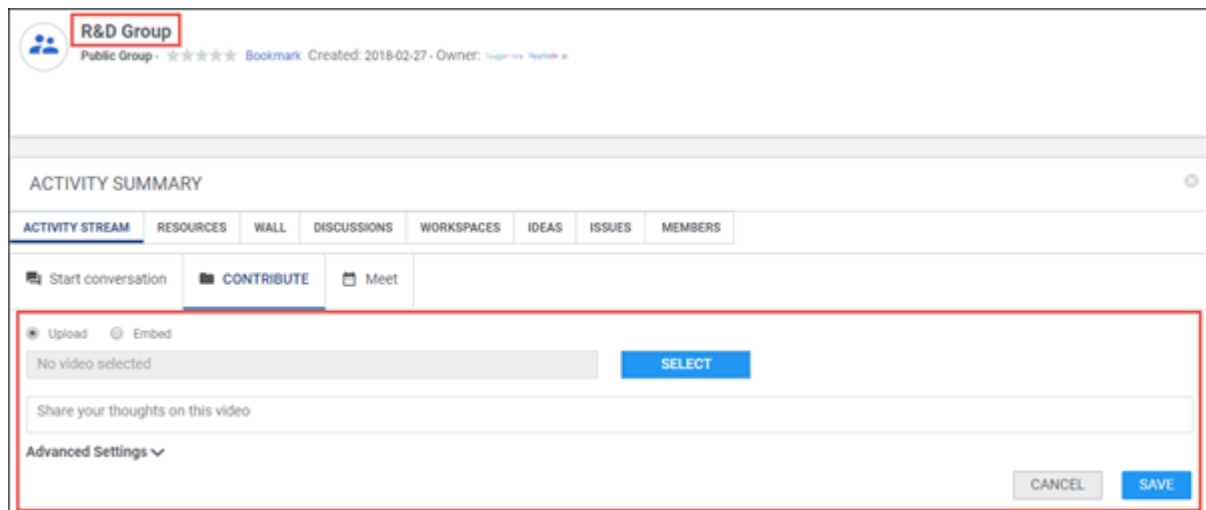 R&D Group
Public Group - Bookmark Created: 2018-02-27 - Owner:
ACTIVITY SUMMARY
ACTIVITY STREAM RESOURCES WALL DISCUSSIONS WORKSPACES IDEAS ISSUES MEMBERS
Start conversation CONTRIBUTE Meet
Upload Embed
No video selected SELECT
Share your thoughts on this video
Advanced Settings
CANCEL SAVE